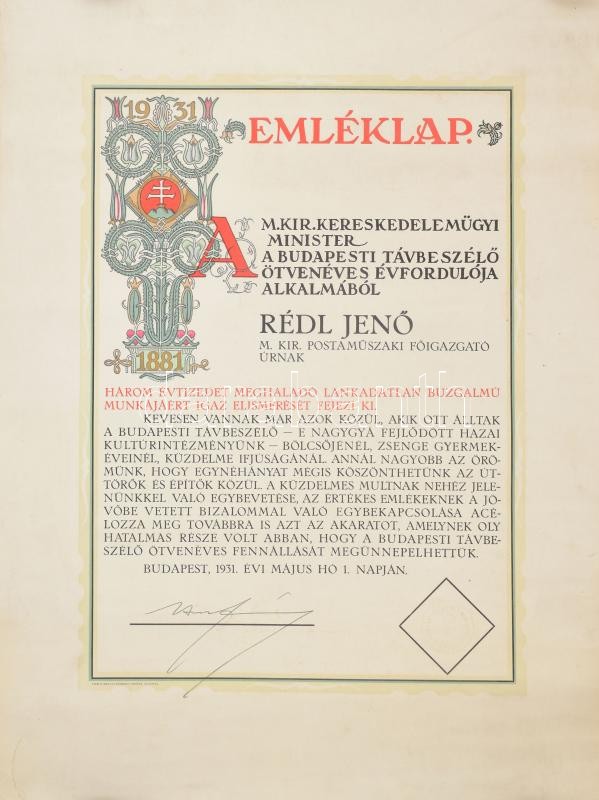 1931
EMLÉKLAP.
A M.KIR.KERESKEDELEMÜGYI
MINISTER
A BUDAPESTI TÁVBESZÉLŐ
ÖTVENÉVES ÉVFORDULÓJA
ALKALMÁBÓL
RÉDL JENŐ
M. KIR. POSTAMŰSZAKI FŐIGAZGATÓ
ÚRNAK
1881
HÁROM ÉVTIZEDET MEGHALADÓ LANKADATLAN BUZGALMÚ
MUNKÁJÁÉRT IGAZ ELISMERÉSÉT FEJEZI KI.
KEVESEN VANNAK MÁR AZOK KÖZÜL, AKIK OTT ÁLLTAK
A BUDAPESTI TÁVBESZÉLŐ – E NAGYGYÁ FEJLŐDÖTT HAZAI
KULTÚRINTÉZMÉNYÜNK – BÖLCSŐJÉNÉL, ZSENGE GYERMEK-
ÉVEINÉL, KÜZDELME IFJUSÁGÁNÁL. ANNÁL NAGYOBB AZ ÖRÖ-
MÜNK, HOGY EGYNÉHÁNYAT MÉGIS KÖSZÖNTHETÜNK AZ ÚT-
TÖRŐK ÉS ÉPÍTŐK KÖZÜL. A KÜZDELMES MULTNAK NEHÉZ JELE-
NÜNKKEL VALÓ EGYBEVETÉSE, AZ ÉRTÉKES EMLÉKEKNEK A JÖ-
VŐBE VETETT BIZALOMMAL VALÓ EGYBEKAPCSOLÁSA ACÉ-
LOZZA MEG TOVÁBBRA IS AZT AZ AKARATOT, AMELYNEK OLY
HATALMAS RÉSZE VOLT ABBAN, HOGY A BUDAPESTI TÁVBE-
SZÉLŐ ÖTVENÉVES FENNÁLLÁSÁT MEGÜNNEPELHETTÜK.
BUDAPEST, 1931. ÉVI MÁJUS HÓ 1. NAPJÁN.